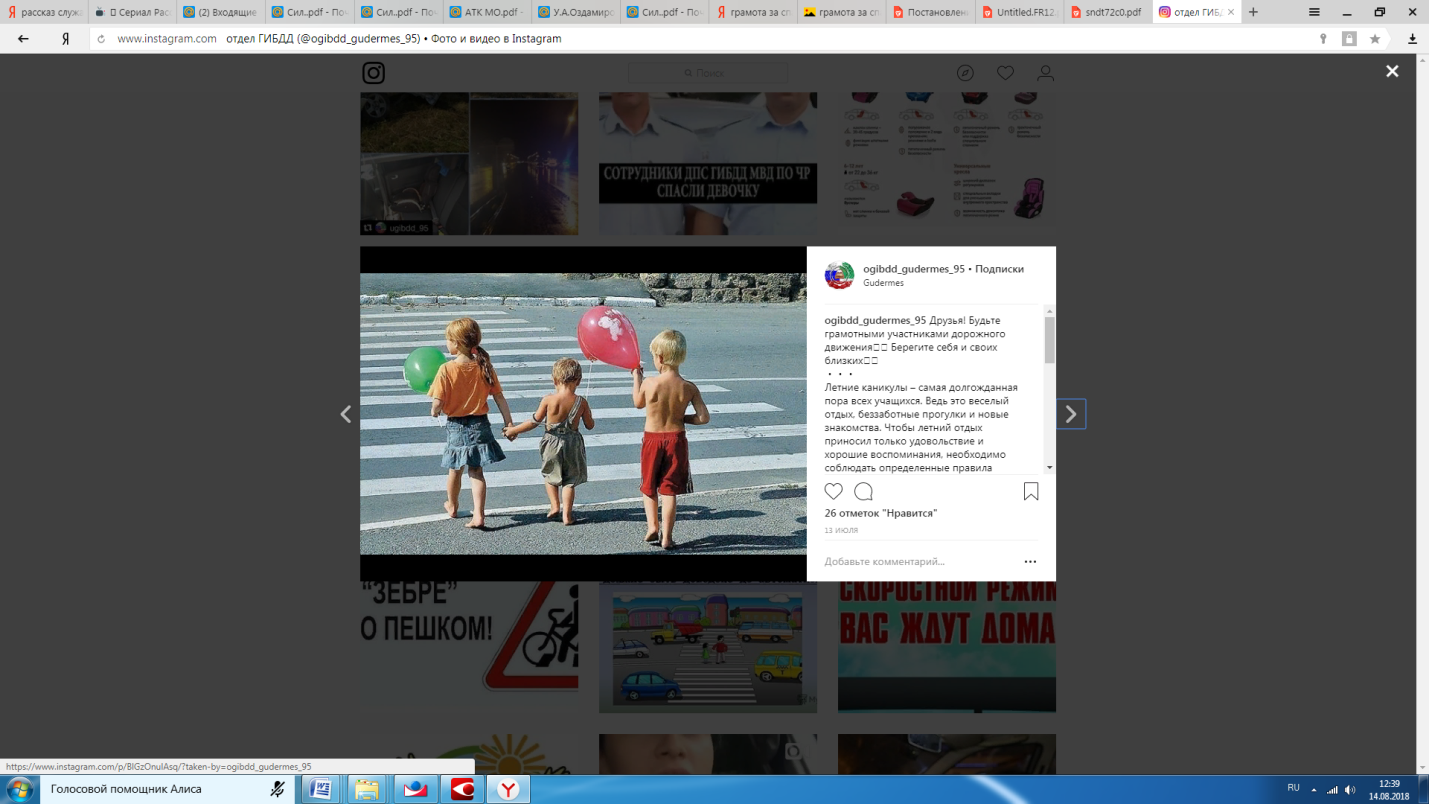 рассказ служ
Сериал Рас
(2) Входящие
Сил..pdf - Поч
Сил..pdf - Поч
АТК МО.pdf -
У.А.Оздамиро
Сил..pdf - Поч
грамота за сп
грамота за сп
Постановлен
Untitled.FR12.
sndt72c0.pdf
отдел ГИБД
www.instagram.com отдел ГИБДД (@ogibdd_gudermes_95) • Фото и видео в Instagram
Поиск
ugibdd_95
СОТРУДНИКИ ДПС ГИБДД МВД ПО ЧР
СПАСЛИ ДЕВОЧКУ
ogibdd_gudermes_95 • Подписки
Gudermes
ogibdd_gudermes_95 Друзья! Будьте
грамотными участниками дорожного
движения Берегите себя и своих
близких
• • •
Летние каникулы – самая долгожданная
пора всех учащихся. Ведь это веселый
отдых, беззаботные прогулки и новые
знакомства. Чтобы летний отдых
приносил только удовольствие и
хорошие воспоминания, необходимо
соблюдать определенные правила
26 отметок "Нравится"
13 ИЮЛЯ
Добавьте комментарий...
"ЗЕБРЕ"
О ПЕШКОМ!
СКОРОСТНОЙ РЕЖИМ
ВАС ЖДУТ ДОМА
https://www.instagram.com/p/BlGzOnulAsq/?taken-by=ogibdd_gudermes_95
Голосовой помощник Алиса
RU
12:39
14.08.2018